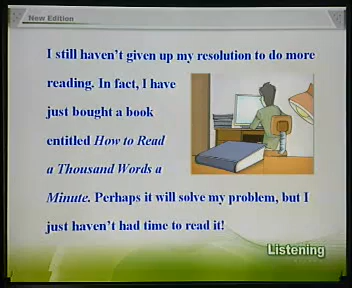 New Edition
I still haven't given up my resolution to do more
reading. In fact, I have
just bought a book
entitled How to Read
a Thousand Words a
Minute. Perhaps it will solve my problem, but I
just haven't had time to read it!
Listening